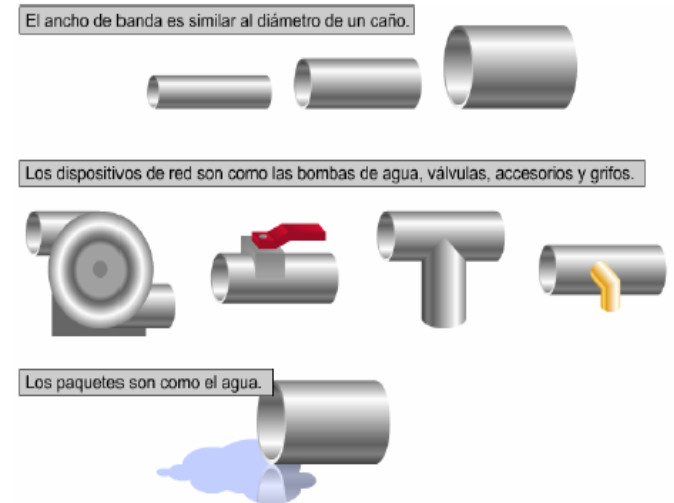 El ancho de banda es similar al diámetro de un caño.
Los dispositivos de red son como las bombas de agua, válvulas, accesorios y grifos.
Los paquetes son como el agua.